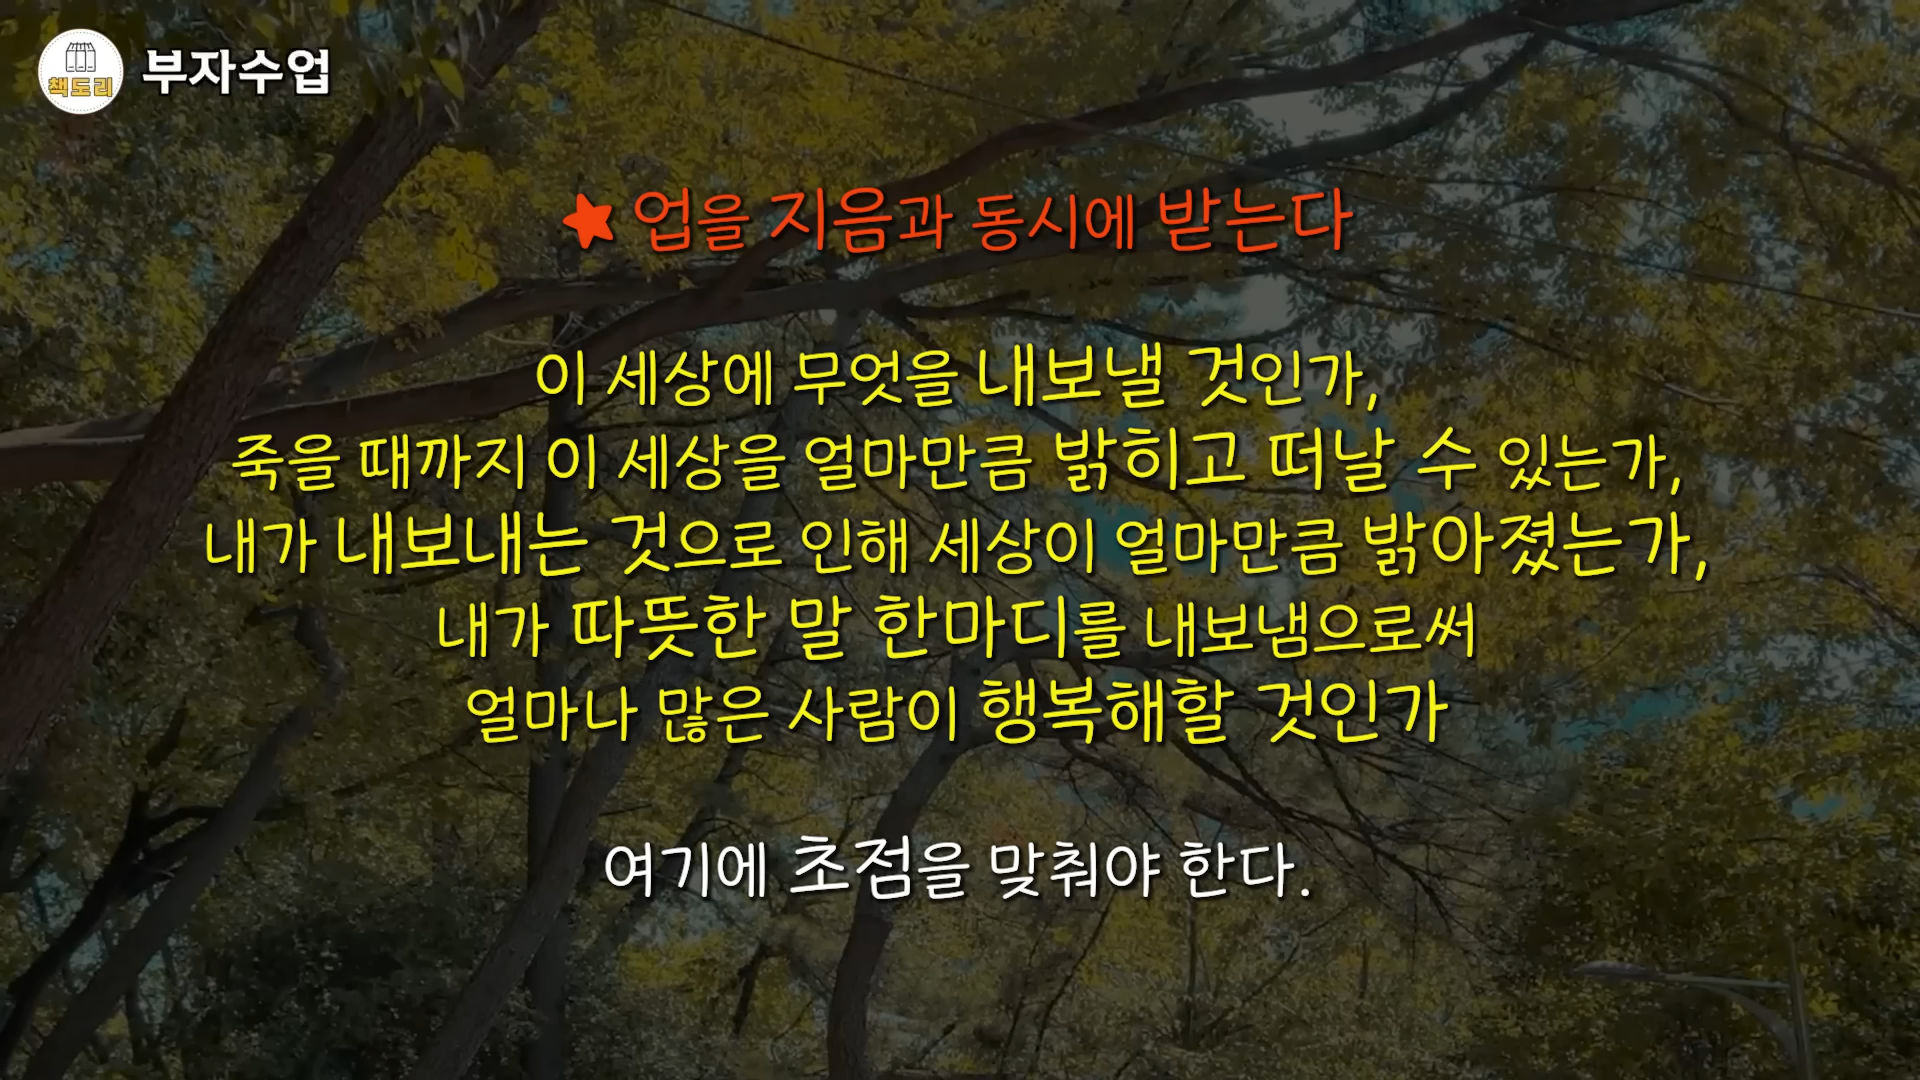 책도리
부자수업
업을 지음과 동시에 받는다
이 세상에 무엇을 내보낼 것인가,
죽을 때까지 이 세상을 얼마만큼 밝히고 떠날 수 있는가,
내가 내보내는 것으로 인해 세상이 얼마만큼 밝아졌는가,
내가 따뜻한 말 한마디를 내보냄으로써
얼마나 많은 사람이 행복해할 것인가
여기에 초점을 맞춰야 한다.